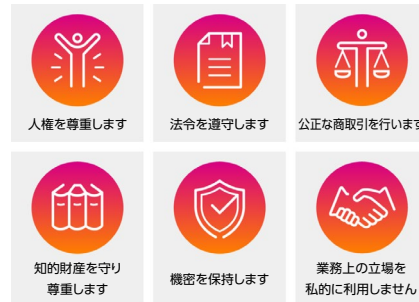 人権を尊重します
法令を遵守します
公正な商取引を行います
知的財産を守り
尊重します
機密を保持します
業務上の立場を
私的に利用しません